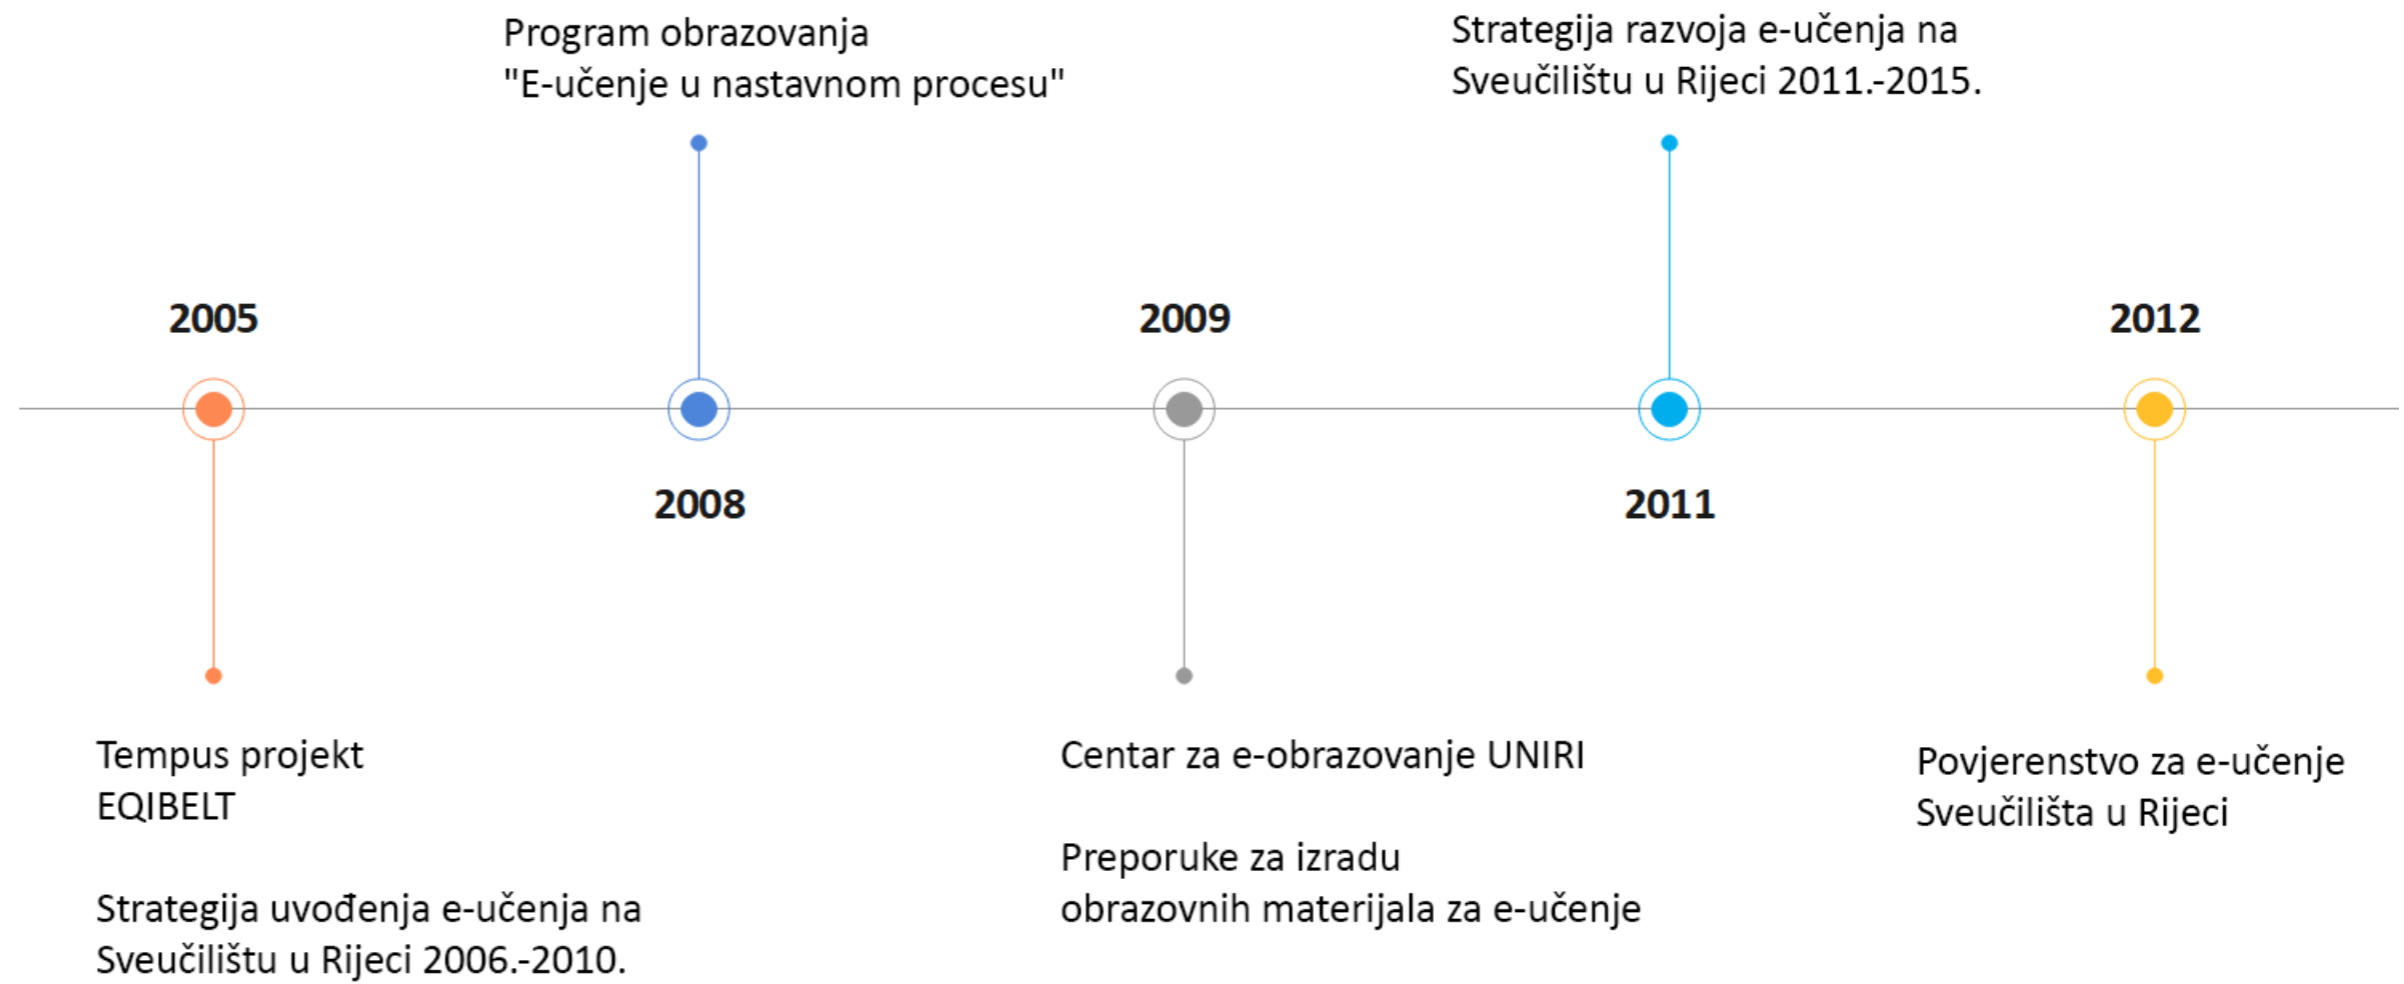 Program obrazovanja
"E-učenje u nastavnom procesu"
Strategija razvoja e-učenja na
Sveučilištu u Rijeci 2011.-2015.
2005
2009
2012
2008
2011
Tempus projekt
EQIBELT
Strategija uvođenja e-učenja na
Sveučilištu u Rijeci 2006.-2010.
Centar za e-obrazovanje UNIRI
Preporuke za izradu
obrazovnih materijala za e-učenje
Povjerenstvo za e-učenje
Sveučilišta u Rijeci